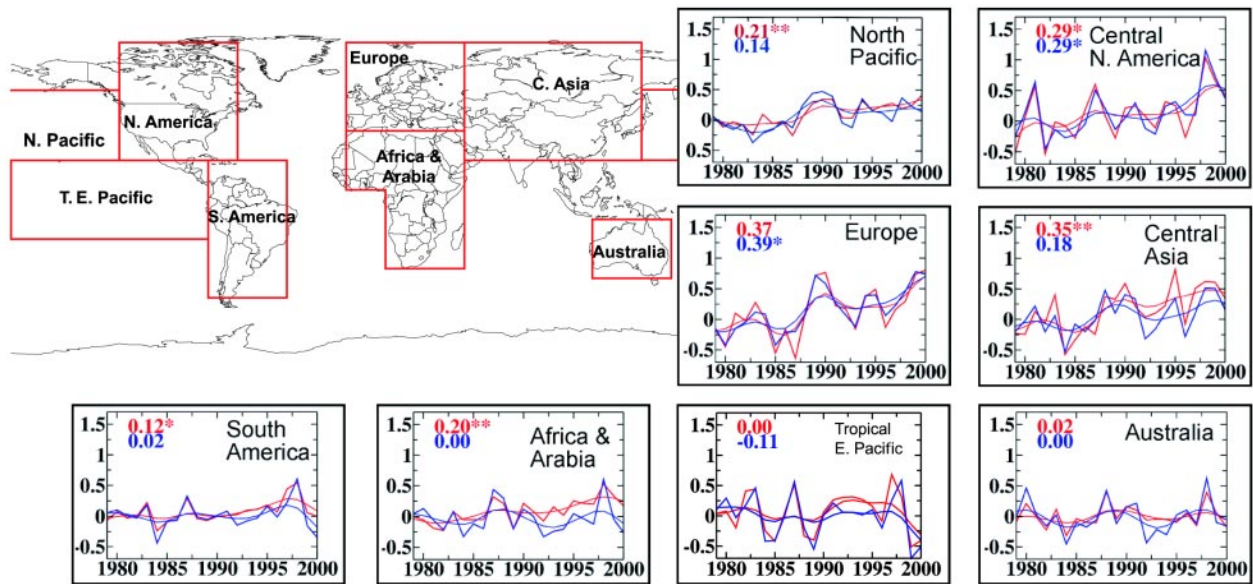 Europe
C. Asia
N. America
N. Pacific
Africa &
Arabia
T. E. Pacific
S. America
Australia
0.21**
0.14
North
Pacific
1.5
1
0.5
0
0.5
1980 1985 1990 1995 2000
0.29*
0.29*
Central
N. America
1.5
1
0.5
0
-0.5
1980 1985 1990 1995 2000
0.37
0.39*
Europe
1.5
1
0.5
0
-0.5
1980 1985 1990 1995 2000
0.35**
0.18
Central
Asia
1.5
1
0.5
0
-0.5
1980 1985 1990 1995 2000
0.12*
0.02
South
America
1.5
1
0.5
0
-0.5
1980 1985 1990 1995 2000
0.20**
0.00
Africa &
Arabia
1.5
1
0.5
0
-0.5
1980 1985 1990 1995 2000
0.00
-0.11
Tropical
E. Pacific
1.5
1
0.5
0
-0.5
1980 1985 1990 1995 2000
0.02
0.00
Australia
1.5
1
0.5
0
-0.5
1980 1985 1990 1995 2000